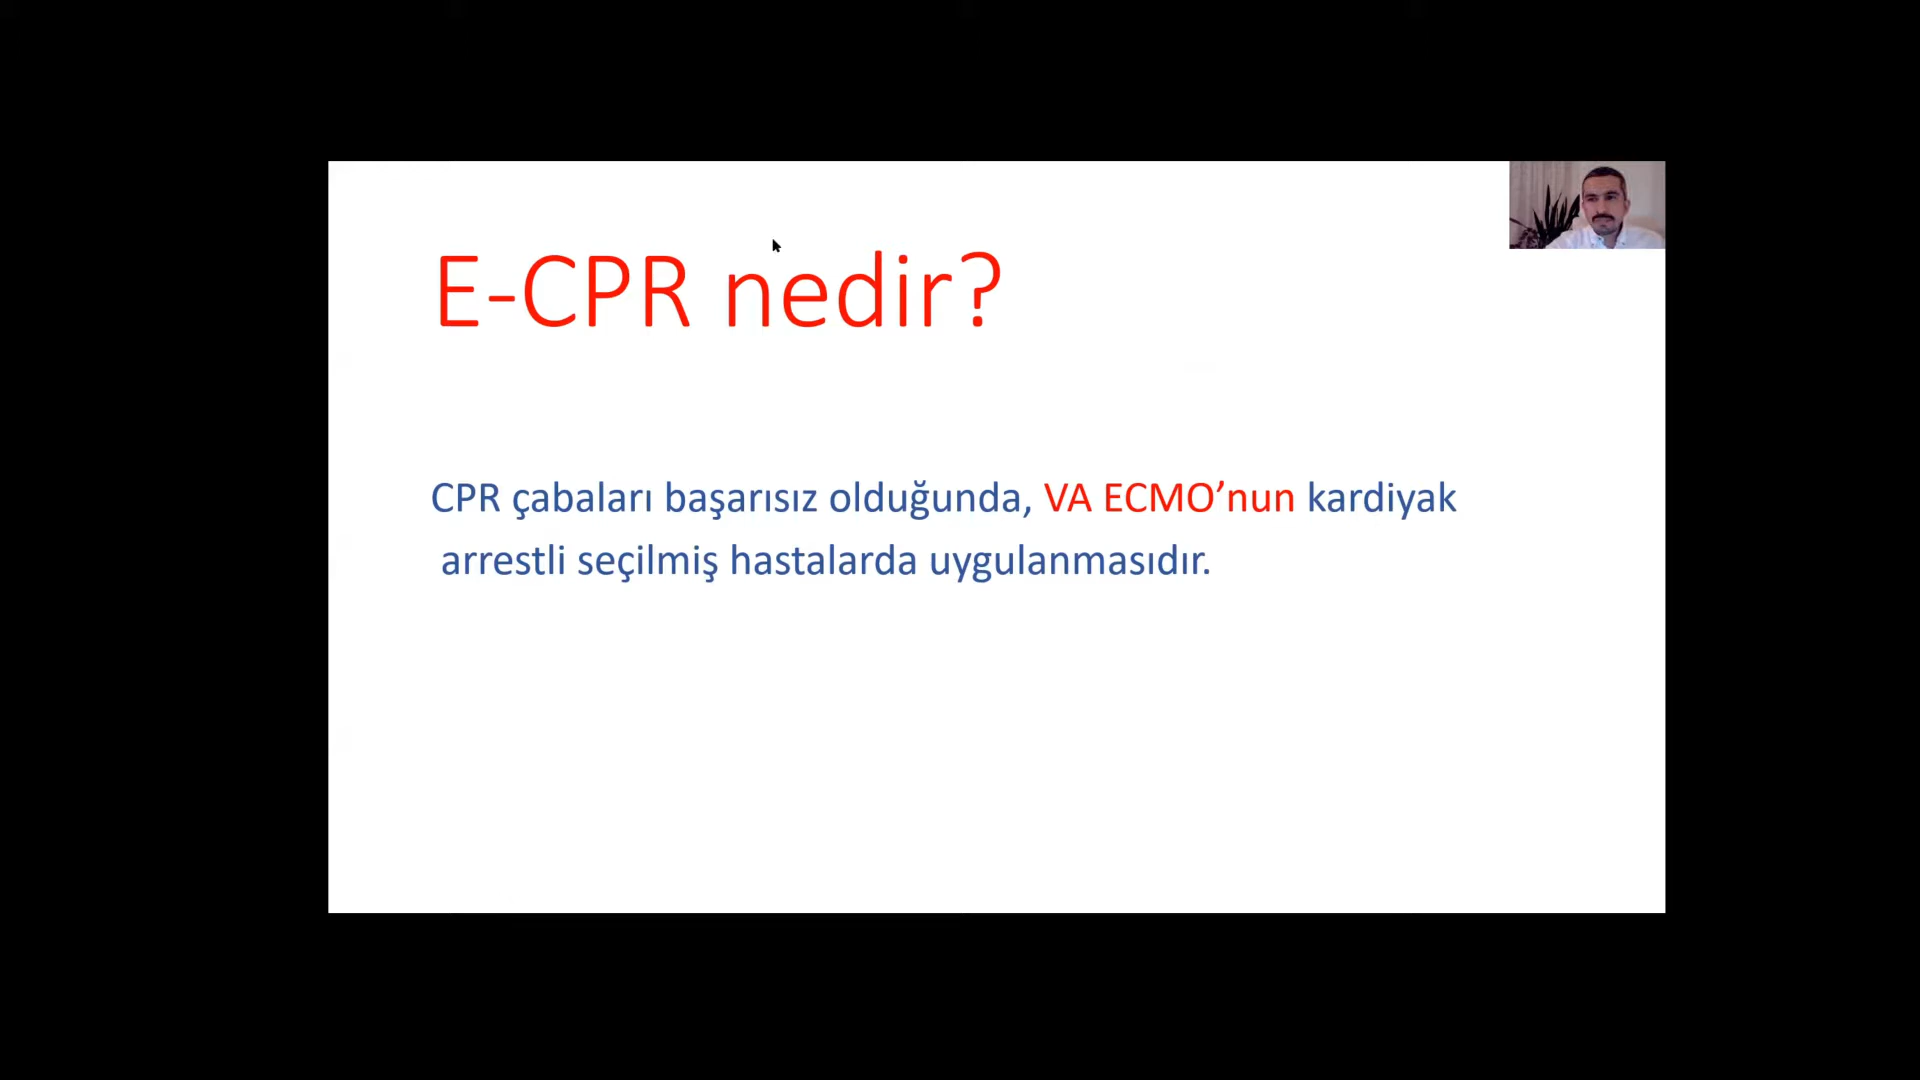 E-CPR nedir?
CPR çabaları başarısız olduğunda, VA ECMO’nun kardiyak
arrestli seçilmiş hastalarda uygulanmasıdır.